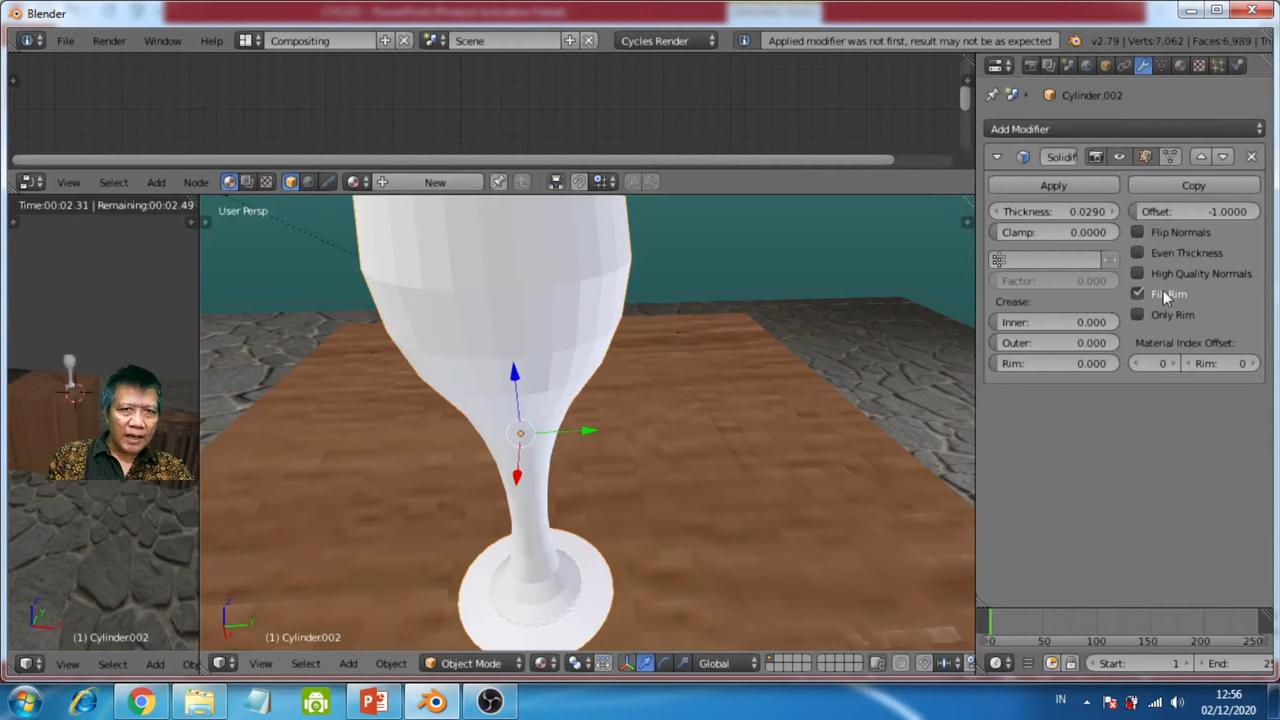 Blender
File Render Window Help Compositing Scene Cycles Render Applied modifier was not first, result may not be as expected v2.79 | Verts:7,062 | Faces:6,989 |
Cylinder.002
Add Modifier
Solidif
View Select Add Node New
Apply Copy
Time:00:02.31 | Remaining:00:02.49
User Persp
Thickness: 0.0290 Offset: -1.0000
Clamp: 0.0000 Flip Normals
Even Thickness
High Quality Normals
Factor: 0.000
Fill Rim
Crease:
Only Rim
Inner: 0.000
Outer: 0.000 Material Index Offset:
Rim: 0.000 0 Rim: 0
(1) Cylinder.002 (1) Cylinder.002
0 50 100 150 200 250
View Select Add View Select Add Object Object Mode Global Start: 1 End:
IN 12:56
02/12/2020